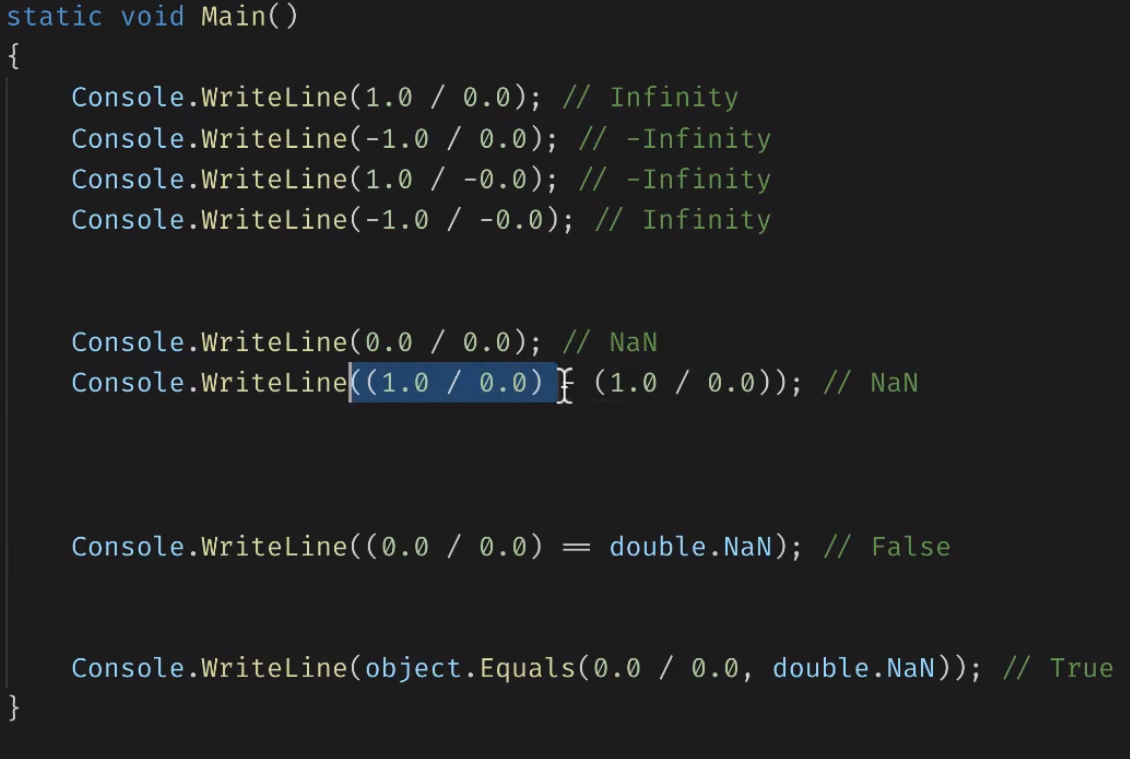 static void Main()
{
Console.WriteLine(1.0 / 0.0); // Infinity
Console.WriteLine(-1.0 / 0.0); // -Infinity
Console.WriteLine(1.0 / -0.0); // -Infinity
Console.WriteLine(-1.0 / -0.0); // Infinity
Console.WriteLine(0.0 / 0.0); // NaN
Console.WriteLine((1.0 / 0.0) - (1.0 / 0.0)); // NaN
Console.WriteLine((0.0 / 0.0) == double.NaN); // False
Console.WriteLine(object.Equals(0.0 / 0.0, double.NaN)); // True
}